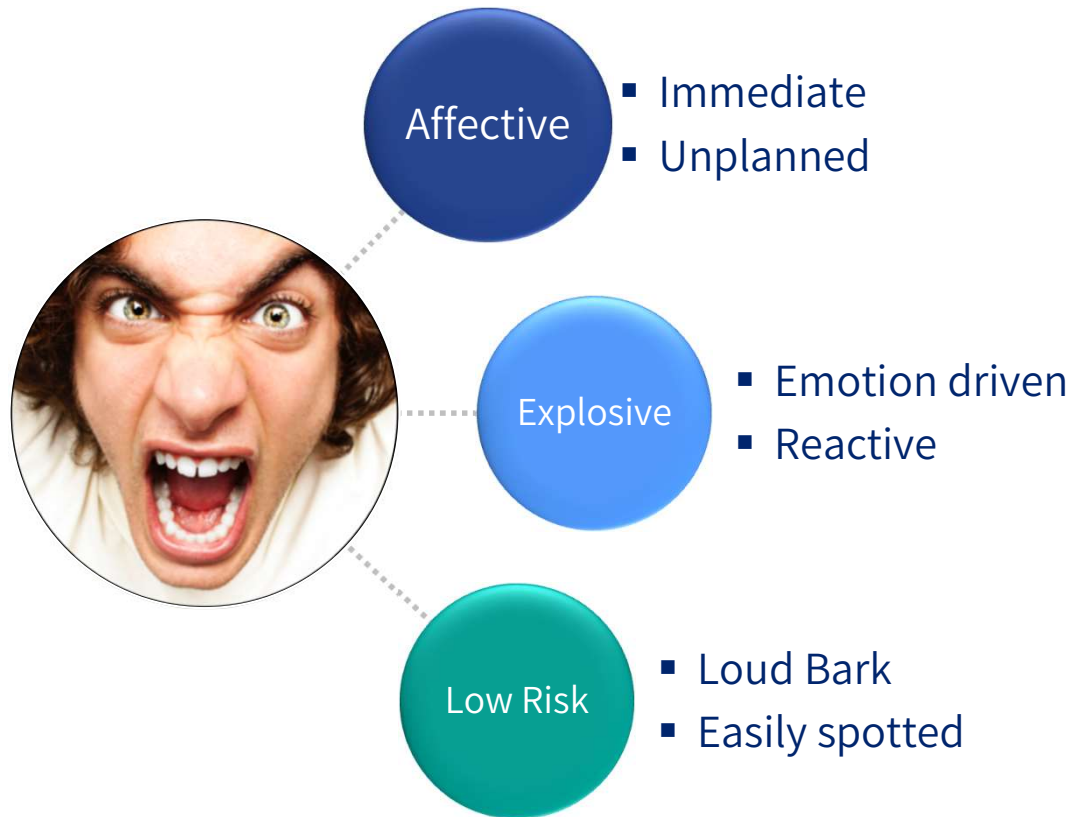 Affective
▪ Immediate
▪ Unplanned
Explosive
▪ Emotion driven
▪ Reactive
Low Risk
▪ Loud Bark
▪ Easily spotted